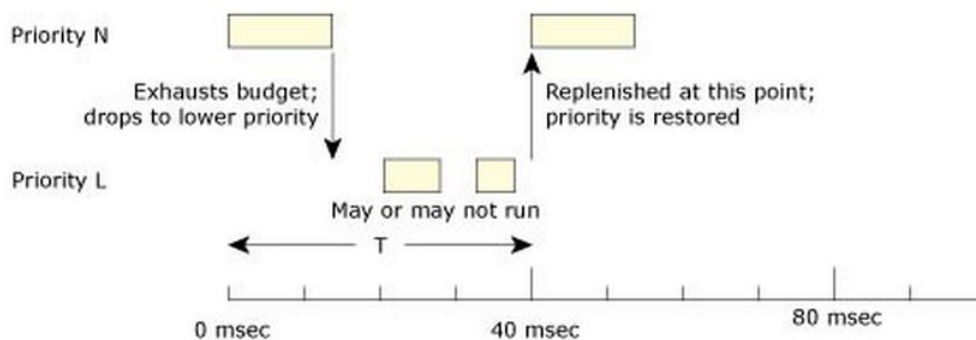 Priority N
Exhausts budget;
drops to lower priority
Replenished at this point;
priority is restored
Priority L
May or may not run
T
0 msec
40 msec
80 msec